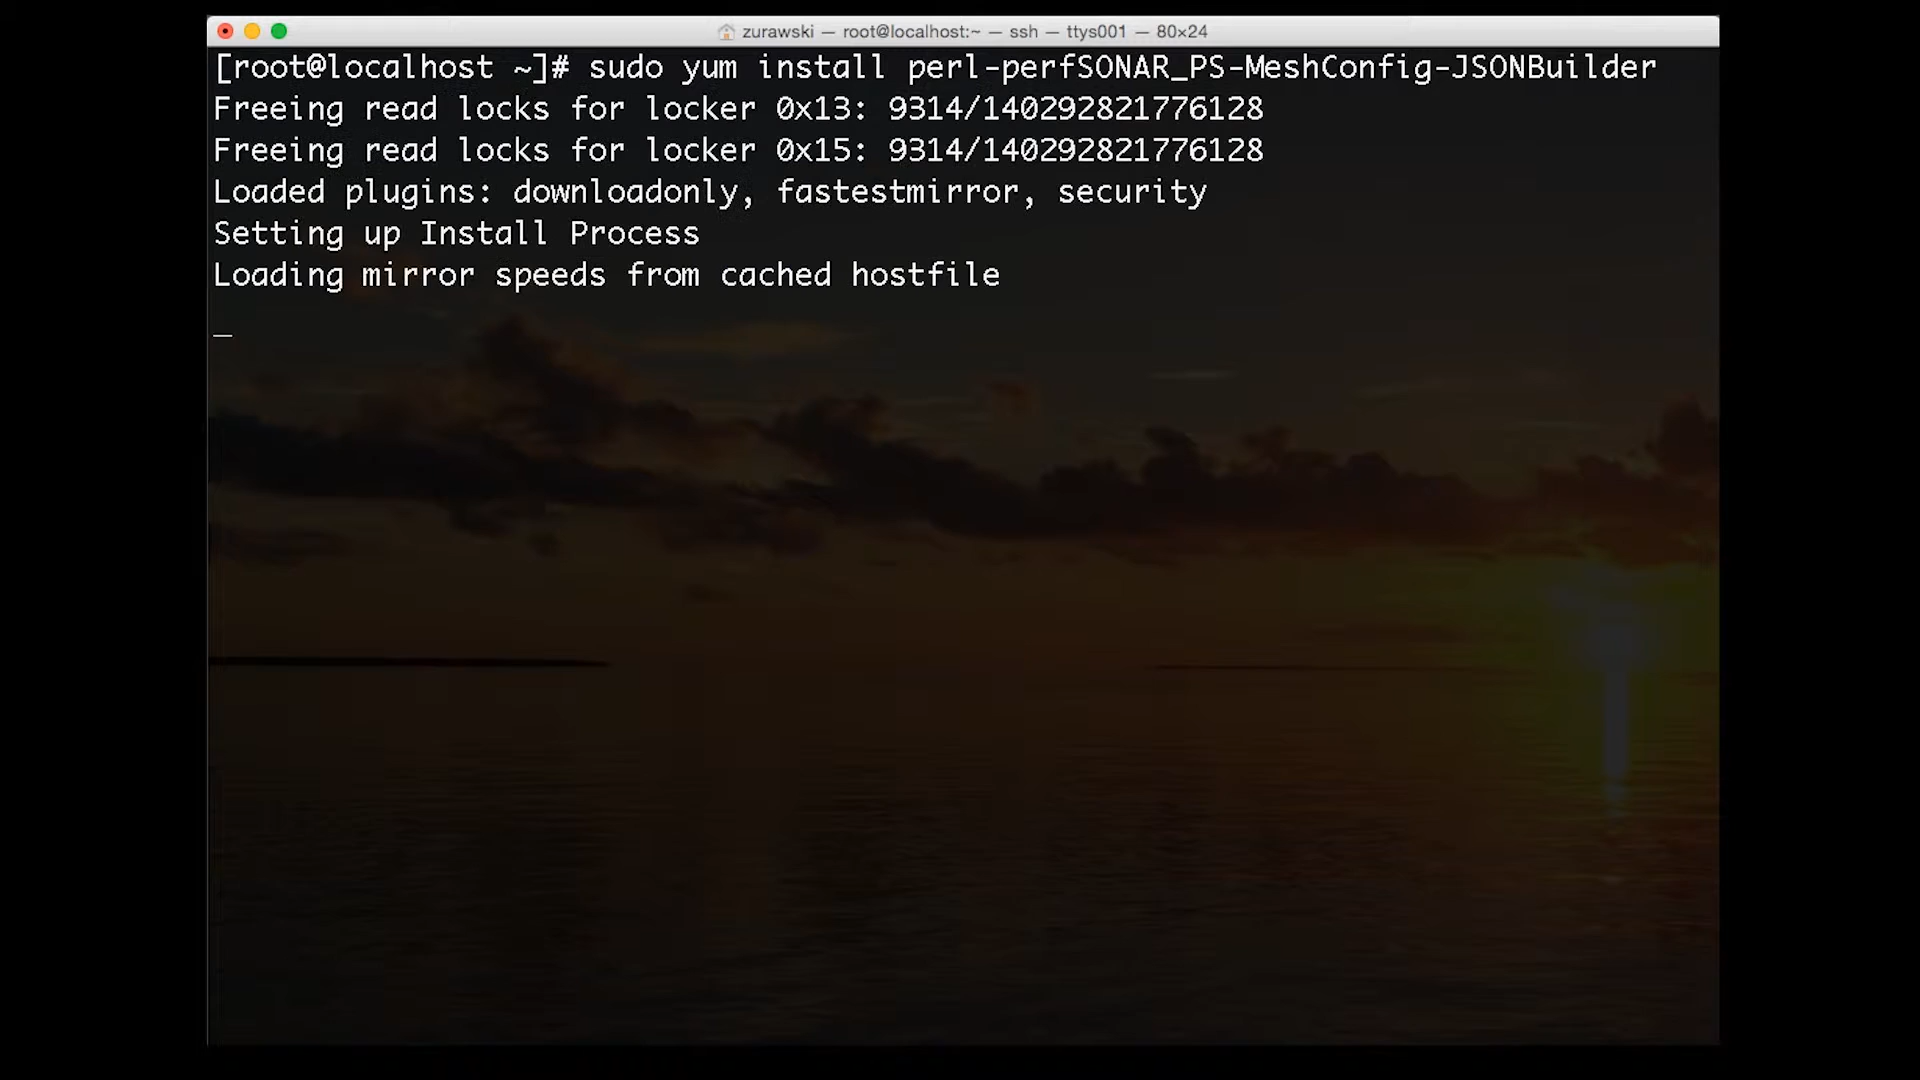 zurawski — root@localhost:~ — ssh — ttys001 — 80×24
[root@localhost ~]# sudo yum install perl-perfSONAR_PS-MeshConfig-JSONBuilder
Freeing read locks for locker 0x13: 9314/140292821776128
Freeing read locks for locker 0x15: 9314/140292821776128
Loaded plugins: downloadonly, fastestmirror, security
Setting up Install Process
Loading mirror speeds from cached hostfile